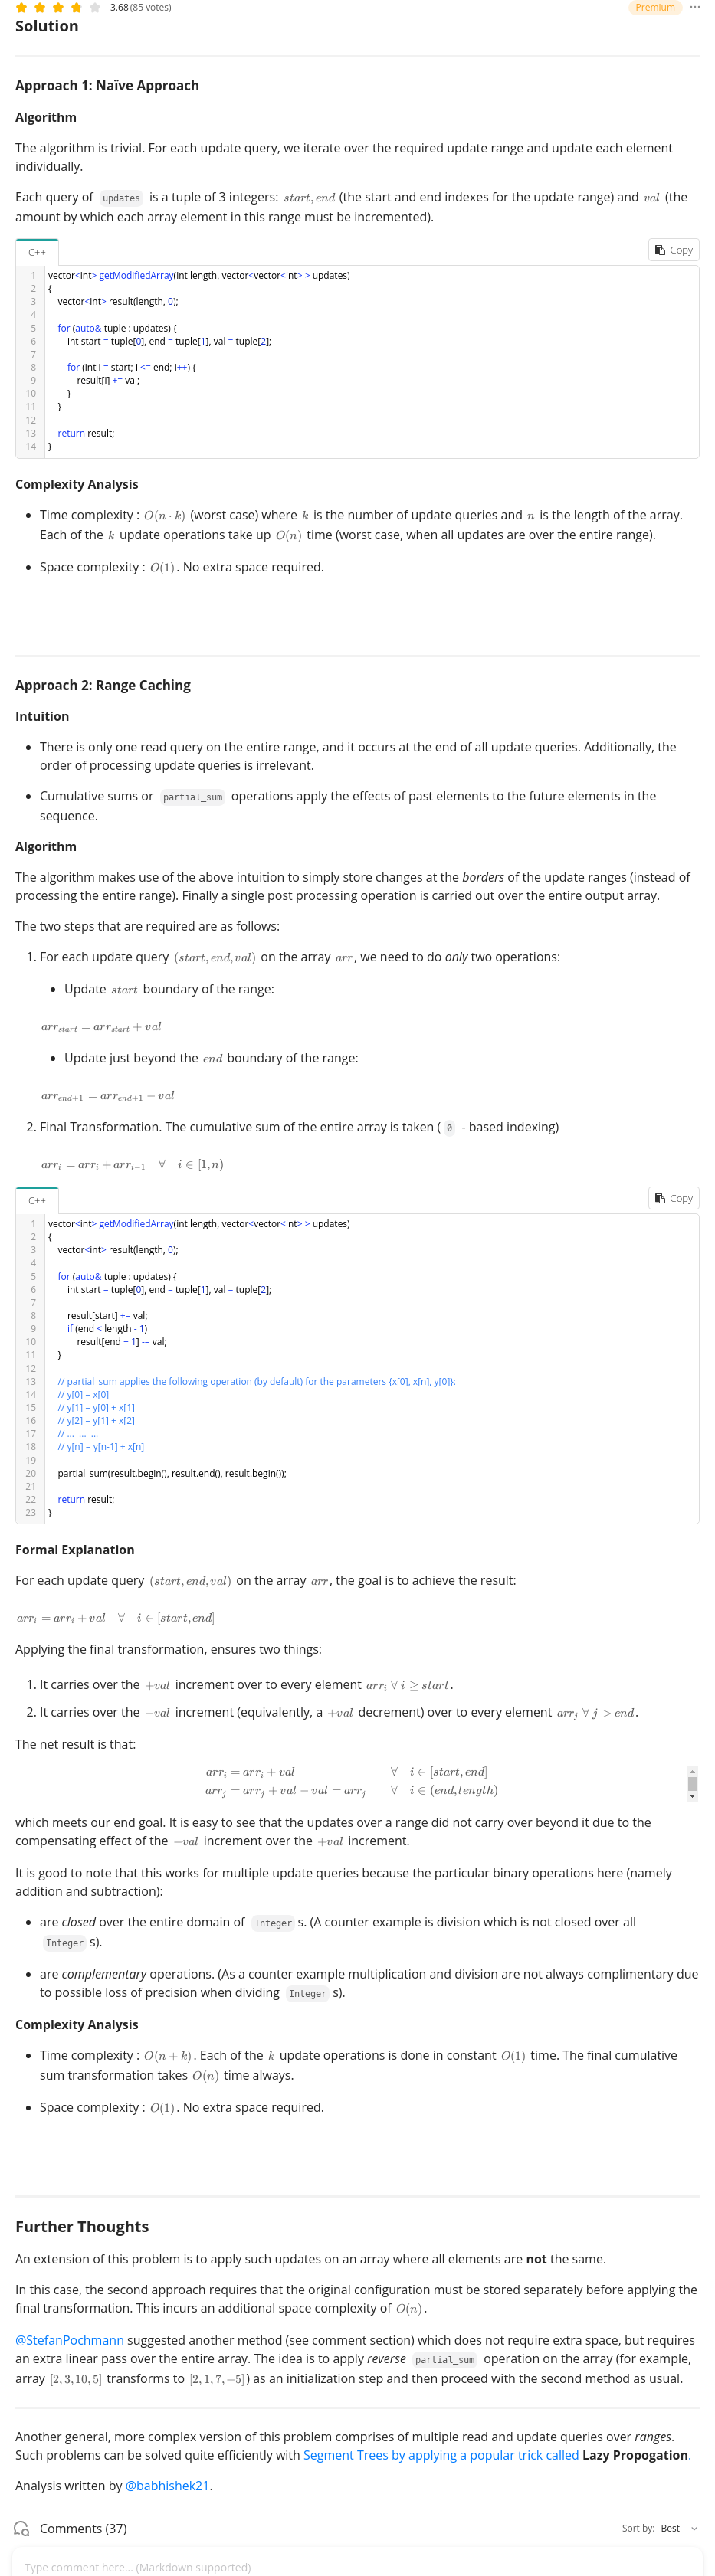 3.68 (85 votes)
Premium
Solution
Approach 1: Naïve Approach
Algorithm
The algorithm is trivial. For each update query, we iterate over the required update range and update each element
individually.
Each query of updates is a tuple of 3 integers: start, end (the start and end indexes for the update range) and val (the
amount by which each array element in this range must be incremented).
C++
Copy
1 vector<int> getModifiedArray(int length, vector<vector<int> > updates)
2 {
3 vector<int> result(length, 0);
4
5 for (auto& tuple : updates) {
6 int start = tuple[0], end = tuple[1], val = tuple[2];
7
8 for (int i = start; i <= end; i++) {
9 result[i] += val;
10 }
11 }
12
13 return result;
14 }
Complexity Analysis
• Time complexity : O(n · k) (worst case) where k is the number of update queries and n is the length of the array.
Each of the k update operations take up O(n) time (worst case, when all updates are over the entire range).
• Space complexity : O(1). No extra space required.
Approach 2: Range Caching
Intuition
• There is only one read query on the entire range, and it occurs at the end of all update queries. Additionally, the
order of processing update queries is irrelevant.
• Cumulative sums or partial_sum operations apply the effects of past elements to the future elements in the
sequence.
Algorithm
The algorithm makes use of the above intuition to simply store changes at the borders of the update ranges (instead of
processing the entire range). Finally a single post processing operation is carried out over the entire output array.
The two steps that are required are as follows:
1. For each update query (start, end, val) on the array arr, we need to do only two operations:
• Update start boundary of the range:
arr_start = arr_start + val
• Update just beyond the end boundary of the range:
arr_end+1 = arr_end+1 − val
2. Final Transformation. The cumulative sum of the entire array is taken ( 0 - based indexing)
arr_i = arr_i + arr_i−1 ∀ i ∈ [1, n)
C++
Copy
1 vector<int> getModifiedArray(int length, vector<vector<int> > updates)
2 {
3 vector<int> result(length, 0);
4
5 for (auto& tuple : updates) {
6 int start = tuple[0], end = tuple[1], val = tuple[2];
7
8 result[start] += val;
9 if (end < length - 1)
10 result[end + 1] -= val;
11 }
12
13 // partial_sum applies the following operation (by default) for the parameters {x[0], x[n], y[0]}:
14 // y[0] = x[0]
15 // y[1] = y[0] + x[1]
16 // y[2] = y[1] + x[2]
17 // ... ... ...
18 // y[n] = y[n-1] + x[n]
19
20 partial_sum(result.begin(), result.end(), result.begin());
21
22 return result;
23 }
Formal Explanation
For each update query (start, end, val) on the array arr, the goal is to achieve the result:
arr_i = arr_i + val ∀ i ∈ [start, end]
Applying the final transformation, ensures two things:
1. It carries over the +val increment over to every element arr_i ∀ i ≥ start.
2. It carries over the −val increment (equivalently, a +val decrement) over to every element arr_j ∀ j > end.
The net result is that:
arr_i = arr_i + val ∀ i ∈ [start, end]
arr_j = arr_j + val − val = arr_j ∀ i ∈ (end, length)
which meets our end goal. It is easy to see that the updates over a range did not carry over beyond it due to the
compensating effect of the −val increment over the +val increment.
It is good to note that this works for multiple update queries because the particular binary operations here (namely
addition and subtraction):
• are closed over the entire domain of Integer s. (A counter example is division which is not closed over all
Integer s).
• are complementary operations. (As a counter example multiplication and division are not always complimentary due
to possible loss of precision when dividing Integer s).
Complexity Analysis
• Time complexity : O(n + k). Each of the k update operations is done in constant O(1) time. The final cumulative
sum transformation takes O(n) time always.
• Space complexity : O(1). No extra space required.
Further Thoughts
An extension of this problem is to apply such updates on an array where all elements are not the same.
In this case, the second approach requires that the original configuration must be stored separately before applying the
final transformation. This incurs an additional space complexity of O(n).
@StefanPochmann suggested another method (see comment section) which does not require extra space, but requires
an extra linear pass over the entire array. The idea is to apply reverse partial_sum operation on the array (for example,
array [2, 3, 10, 5] transforms to [2, 1, 7, −5]) as an initialization step and then proceed with the second method as usual.
Another general, more complex version of this problem comprises of multiple read and update queries over ranges.
Such problems can be solved quite efficiently with Segment Trees by applying a popular trick called Lazy Propogation.
Analysis written by @babhishek21.
Comments (37)
Sort by: Best
Type comment here... (Markdown supported)